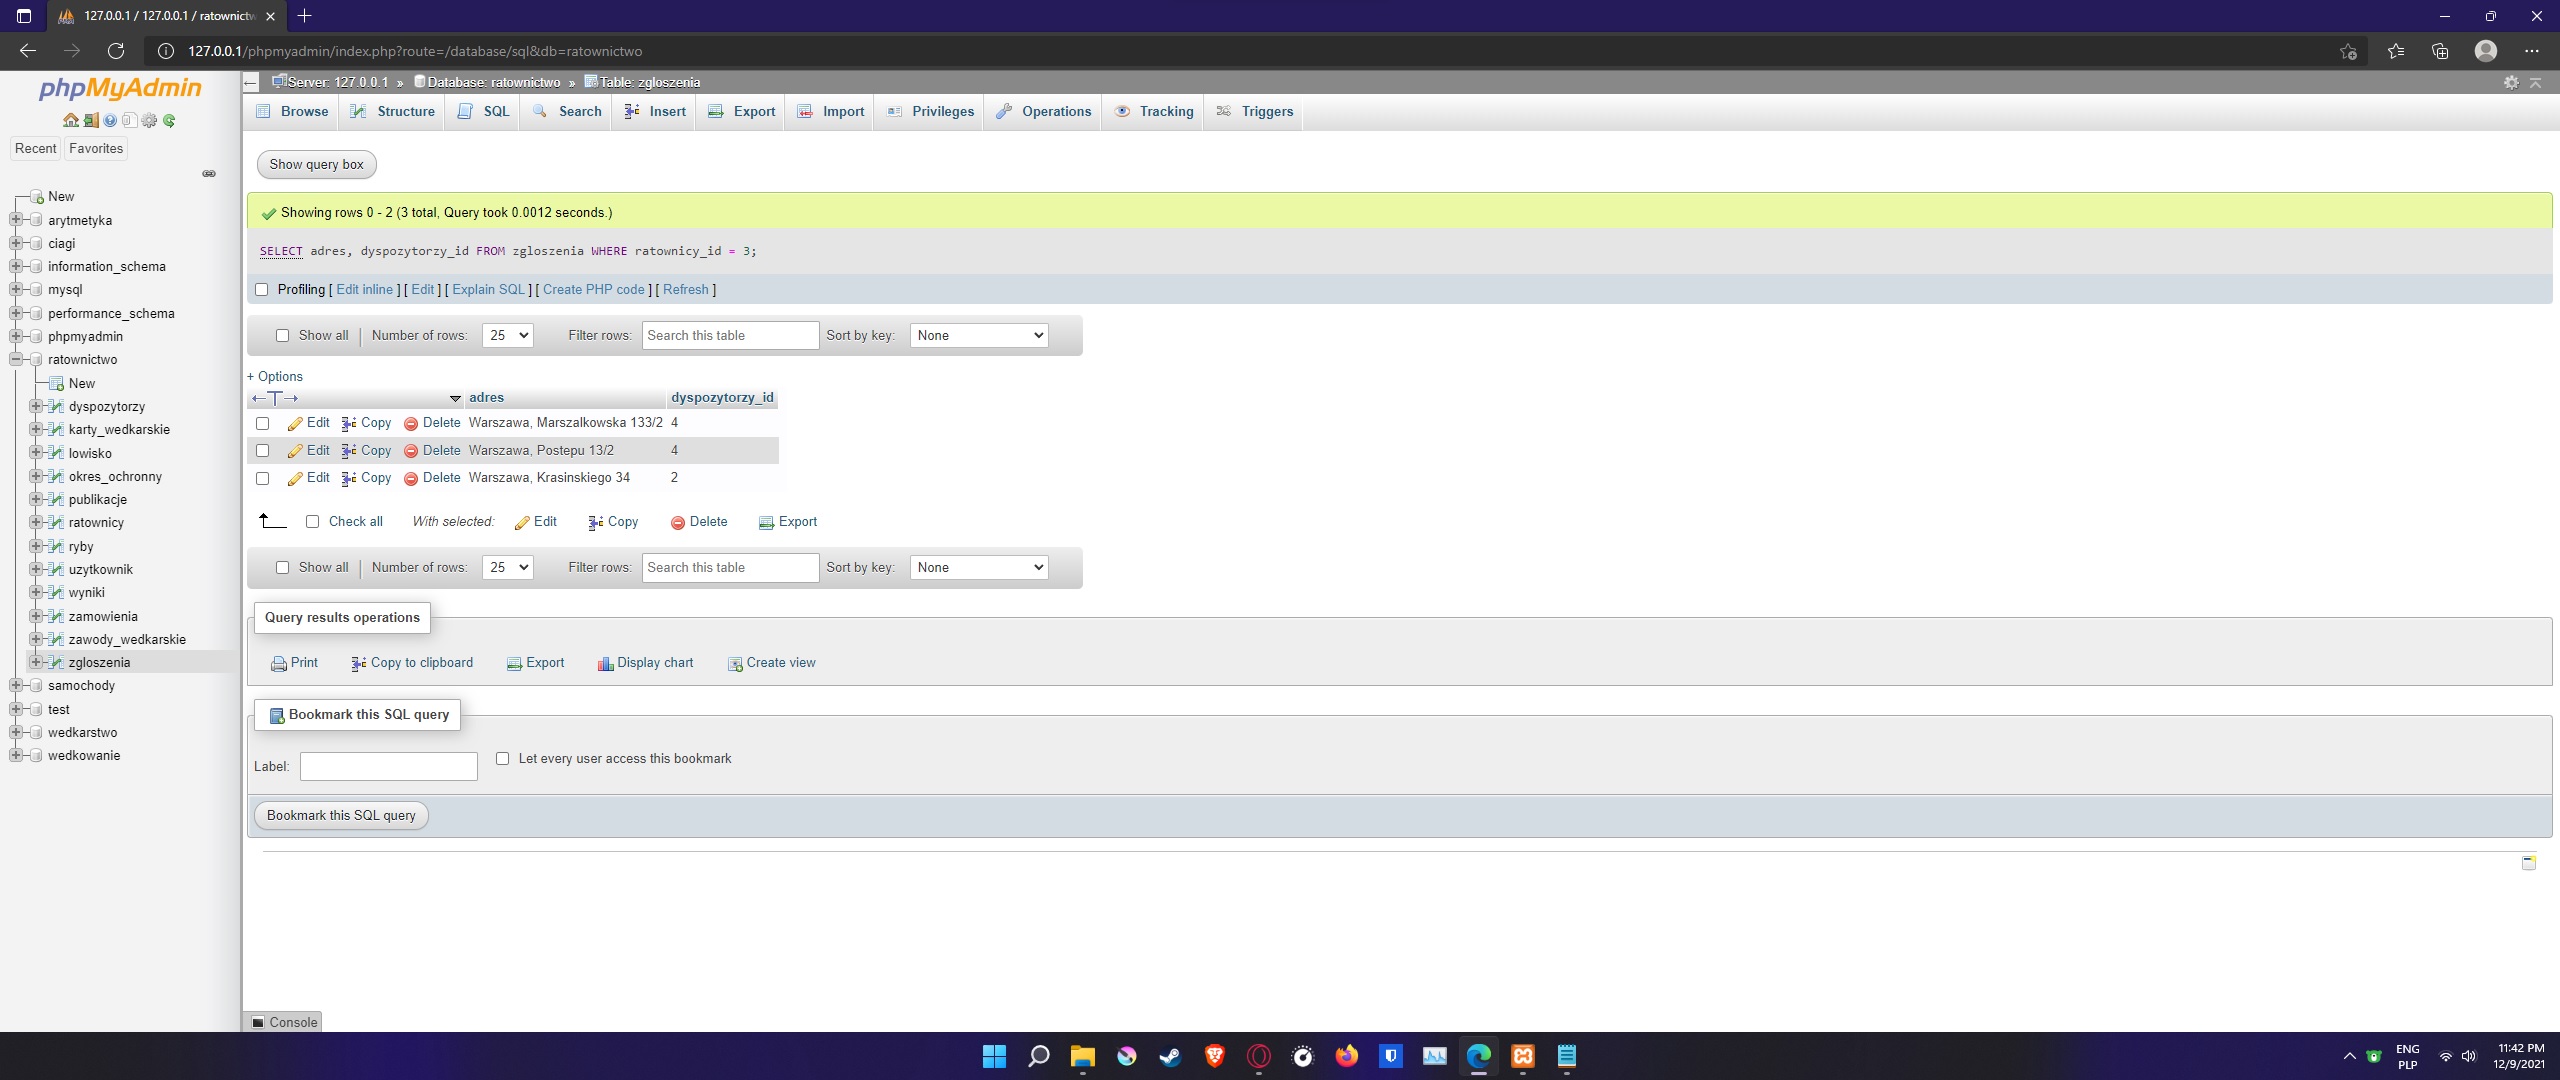 127.0.0.1 / 127.0.0.1 / ratownictw
127.0.0.1/phpmyadmin/index.php?route=/database/sql&db=ratownictwo
phpMyAdmin
Recent Favorites
New
arytmetyka
ciagi
information_schema
mysql
performance_schema
phpmyadmin
ratownictwo
New
dyspozytorzy
karty_wedkarskie
lowisko
okres_ochronny
publikacje
ratownicy
ryby
uzytkownik
wyniki
zamowienia
zawody_wedkarskie
zgloszenia
samochody
test
wedkarstwo
wedkowanie
Server: 127.0.0.1 » Database: ratownictwo » Table: zgloszenia
Browse Structure SQL Search Insert Export Import Privileges Operations Tracking Triggers
Show query box
Showing rows 0 - 2 (3 total, Query took 0.0012 seconds.)
SELECT adres, dyspozytorzy_id FROM zgloszenia WHERE ratownicy_id = 3;
Profiling [ Edit inline ] [ Edit ] [ Explain SQL ] [ Create PHP code ] [ Refresh ]
Show all Number of rows: 25 Filter rows: Search this table Sort by key: None
+ Options
adres dyspozytorzy_id
Edit Copy Delete Warszawa, Marszalkowska 133/2 4
Edit Copy Delete Warszawa, Postepu 13/2 4
Edit Copy Delete Warszawa, Krasinskiego 34 2
Check all With selected: Edit Copy Delete Export
Show all Number of rows: 25 Filter rows: Search this table Sort by key: None
Query results operations
Print Copy to clipboard Export Display chart Create view
Bookmark this SQL query
Label: Let every user access this bookmark
Bookmark this SQL query
Console
ENG
PLP
11:42 PM
12/9/2021